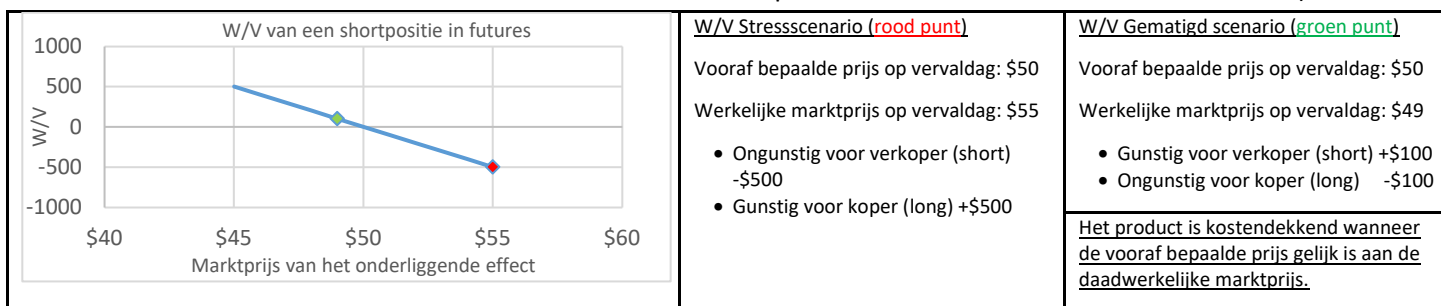 W/V van een shortpositie in futures
1000
500
0
-500
-1000
W/V
$40 $45 $50 $55 $60
Marktprijs van het onderliggende effect
W/V Stressscenario (rood punt)
Vooraf bepaalde prijs op vervaldag: $50
Werkelijke marktprijs op vervaldag: $55
• Ongunstig voor verkoper (short)
-$500
• Gunstig voor koper (long) +$500
W/V Gematigd scenario (groen punt)
Vooraf bepaalde prijs op vervaldag: $50
Werkelijke marktprijs op vervaldag: $49
• Gunstig voor verkoper (short) +$100
• Ongunstig voor koper (long) -$100
Het product is kostendekkend wanneer
de vooraf bepaalde prijs gelijk is aan de
daadwerkelijke marktprijs.